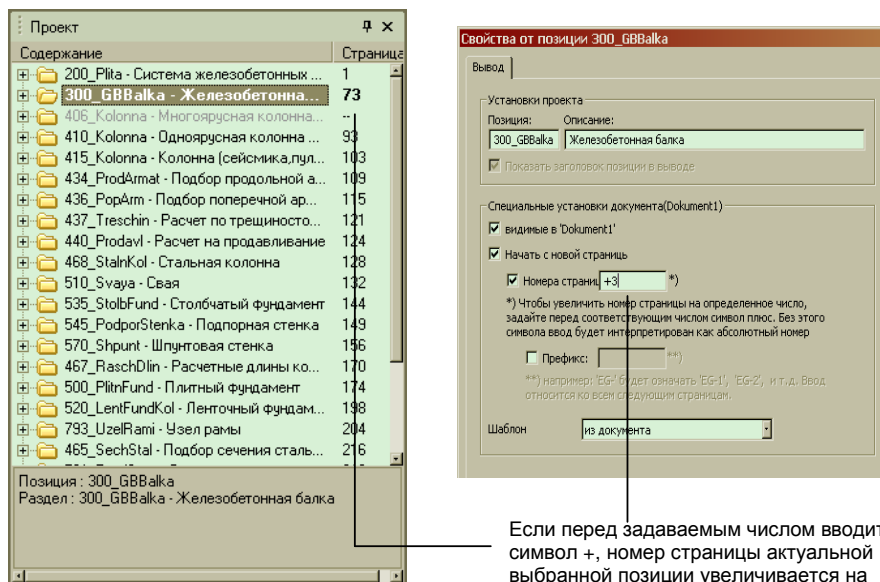 Проект
Содержание Страница
200_Plita - Система железобетонных ... 1
300_GBBalka - Железобетонна... 73
406_Kolonna - Многоярусная колонна... --
410_Kolonna - Одноярусная колонна ... 93
415_Kolonna - Колонна (сейсмика,пул... 103
434_ProdArmat - Подбор продольной а... 109
436_PopArm - Подбор поперечной ар... 115
437_Treschin - Расчет по трещиносто... 121
440_Prodavl - Расчет на продавливание 124
468_StalnKol - Стальная колонна 128
510_Svaya - Свая 132
535_StolbFund - Столбчатый фундамент 144
545_PodporStenka - Подпорная стенка 149
570_Shpunt - Шпунтовая стенка 156
467_RaschDlin - Расчетные длины ко... 170
500_PlitnFund - Плитный фундамент 174
520_LentFundKol - Ленточный фундам... 198
793_UzelRami - Узел рамы 204
465_SechStal - Подбор сечения сталь... 216
Позиция : 300_GBBalka
Раздел : 300_GBBalka - Железобетонная балка
Свойства от позиции 300_GBBalka
Вывод
Установки проекта
Позиция: Описание:
300_GBBalka Железобетонная балка
Показать заголовок позиции в выводе
Специальные установки документа(Dokument1)
видимые в 'Dokument1'
Начать с новой страницы
Номера страниц +3 *)
*) Чтобы увеличить номер страницы на определенное число,
задайте перед соответствующим числом символ плюс. Без этого
символа ввод будет интерпретирован как абсолютный номер
Префикс: **)
**) например: 'EG-' будет означать 'EG-1', 'EG-2', и т.д. Ввод
относится ко всем следующим страницам.
Шаблон из документа
Если перед задаваемым числом вводит
символ +, номер страницы актуальной
выбранной позиции увеличивается на